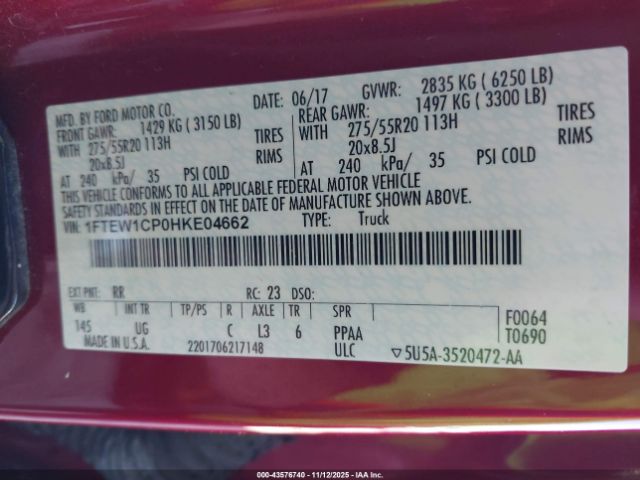 MFD. BY FORD MOTOR CO.
DATE: 06/17 GVWR: 2835 KG ( 6250 LB)
FRONT GAWR: 1429 KG ( 3150 LB) REAR GAWR: 1497 KG ( 3300 LB)
WITH 275/55R20 113H TIRES WITH 275/55R20 113H TIRES
20x8.5J RIMS 20x8.5J RIMS
AT 240 kPa/ 35 PSI COLD AT 240 kPa/ 35 PSI COLD
THIS VEHICLE CONFORMS TO ALL APPLICABLE FEDERAL MOTOR VEHICLE
SAFETY STANDARDS IN EFFECT ON THE DATE OF MANUFACTURE SHOWN ABOVE.
VIN: 1FTEW1CP0HKE04662 TYPE: Truck
EXT PNT: RR RC: 23 DSO:
WB INT TR TP/PS R AXLE TR SPR F0064
145 UG C L3 6 PPAA T0690
MADE IN U.S.A. 2201706217148 ULC ▽5U5A-3520472-AA
000-43576740 - 11/12/2025 - IAAI.com